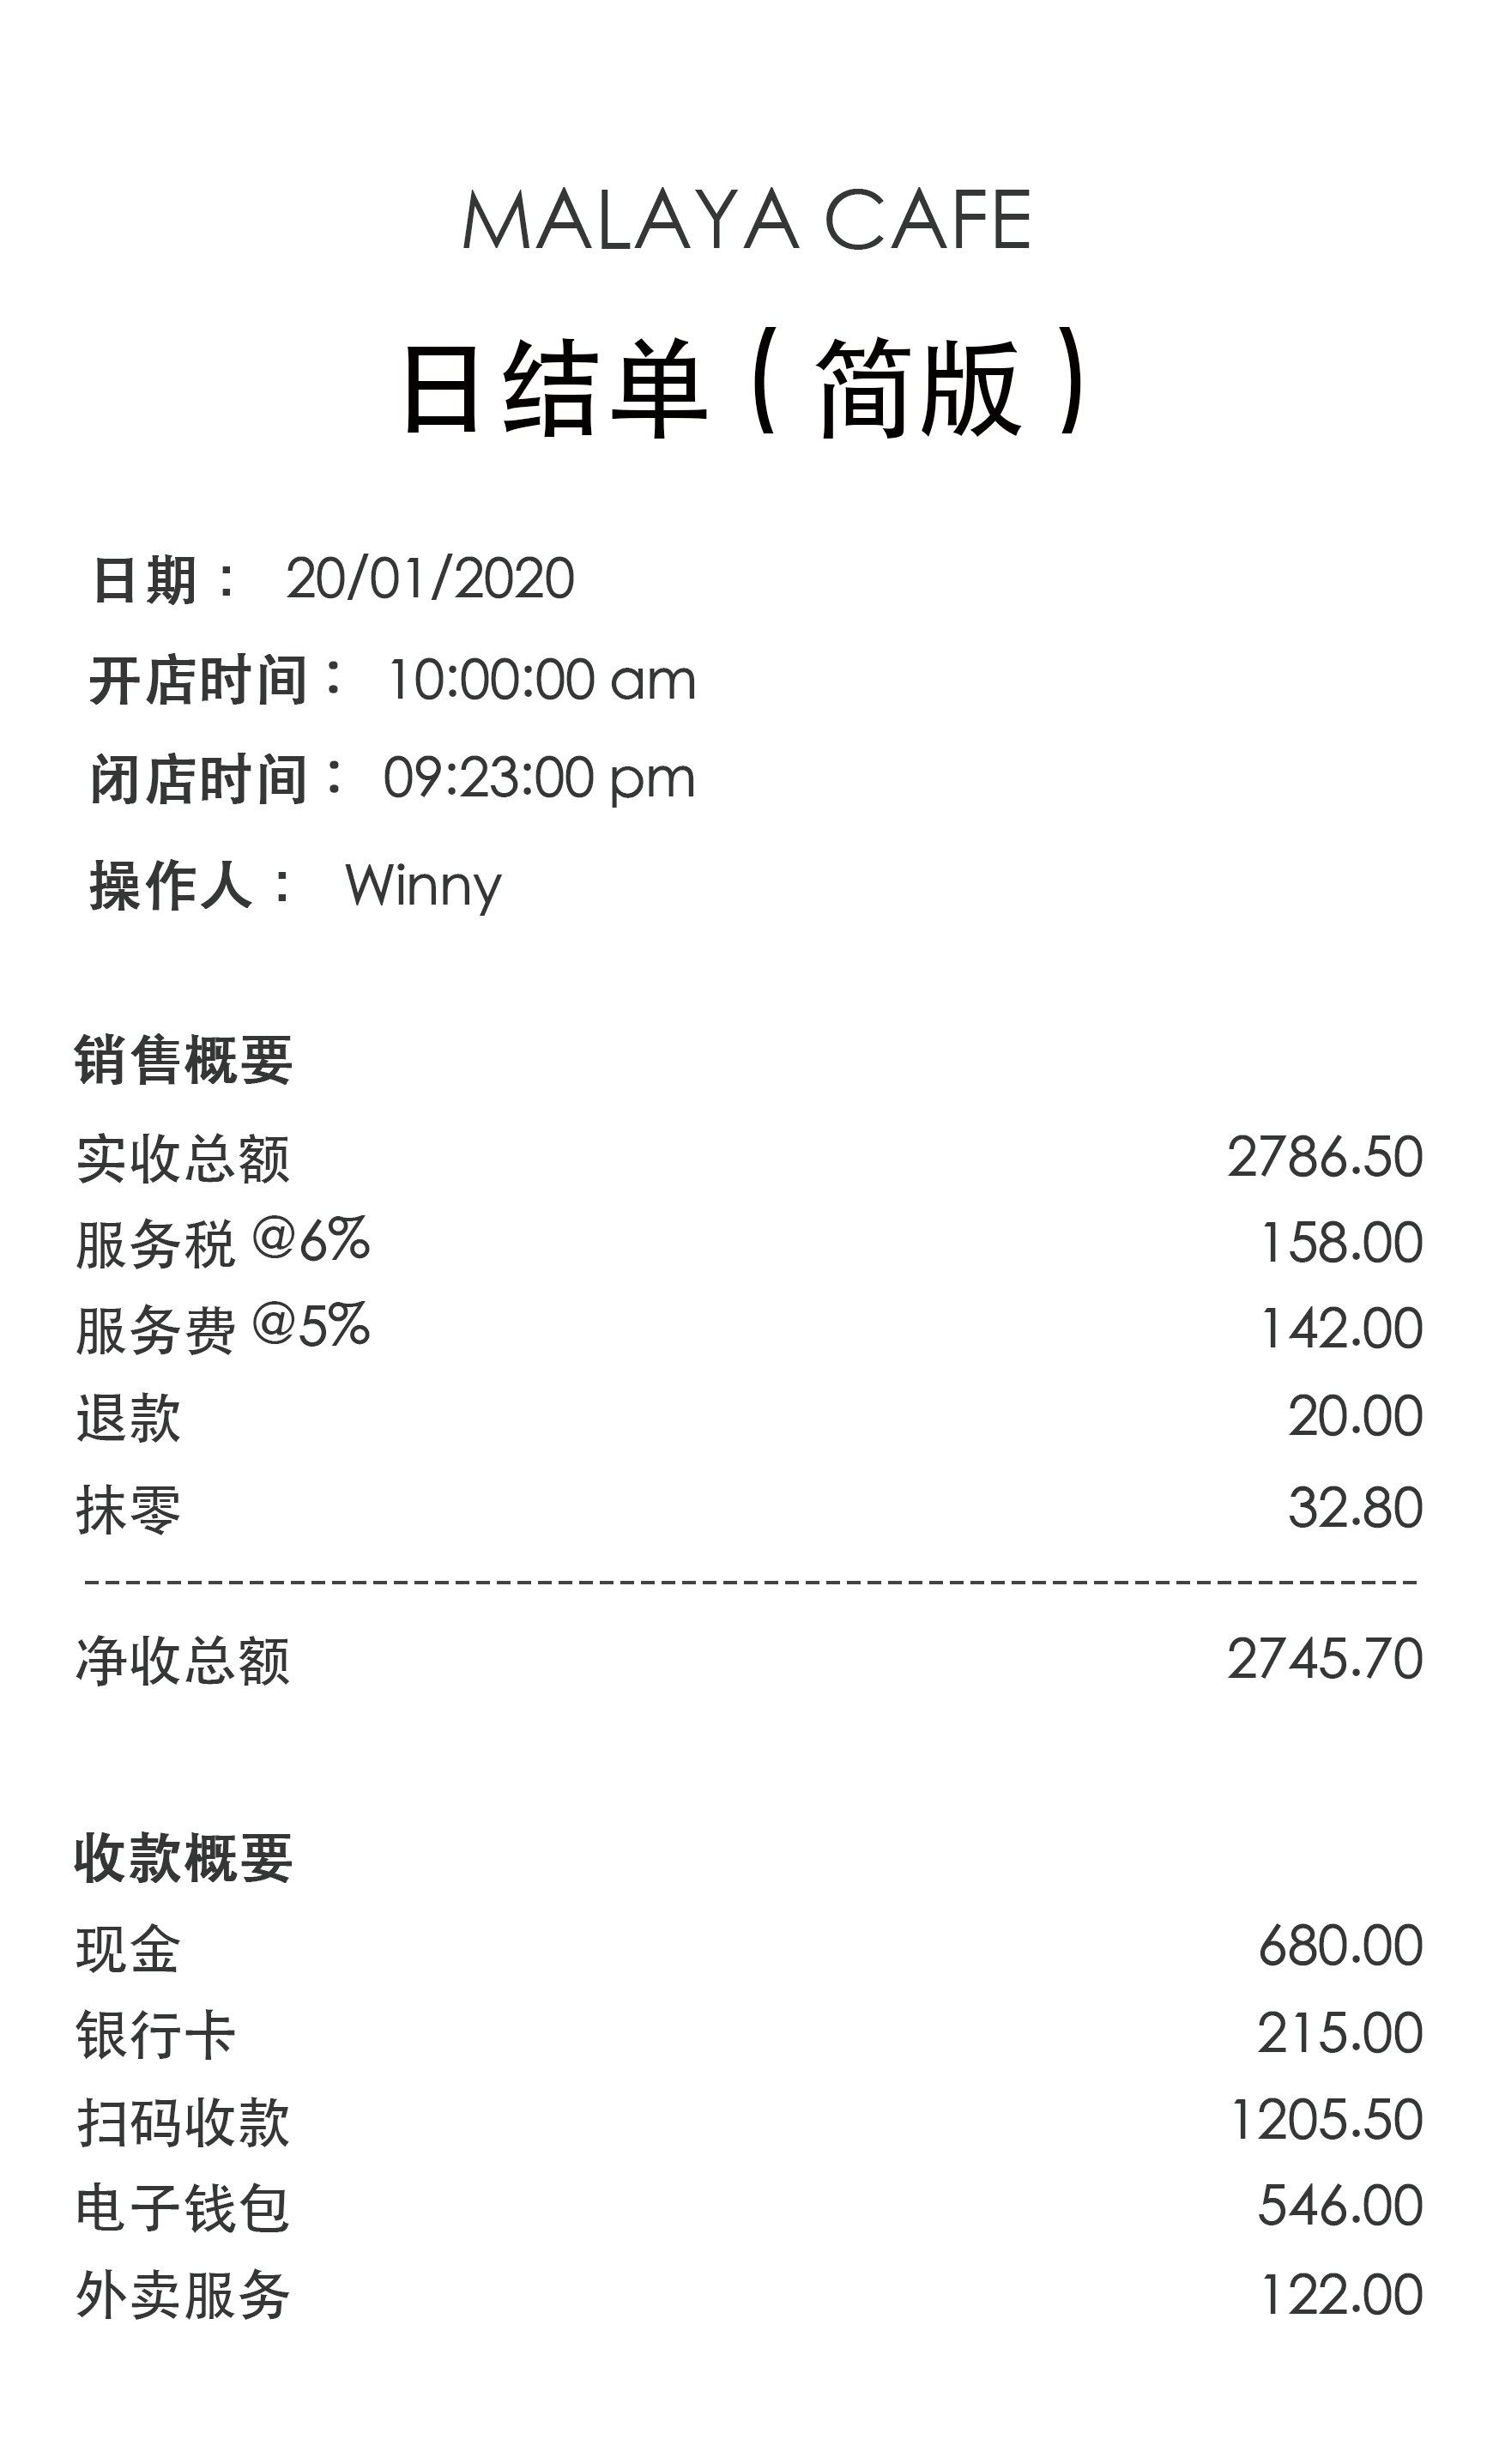 MALAYA CAFE
日结单（简版）
日期： 20/01/2020
开店时间： 10:00:00 am
闭店时间： 09:23:00 pm
操作人： Winny
销售概要
实收总额 2786.50
服务税 @6% 158.00
服务费 @5% 142.00
退款 20.00
抹零 32.80
净收总额 2745.70
收款概要
现金 680.00
银行卡 215.00
扫码收款 1205.50
电子钱包 546.00
外卖服务 122.00